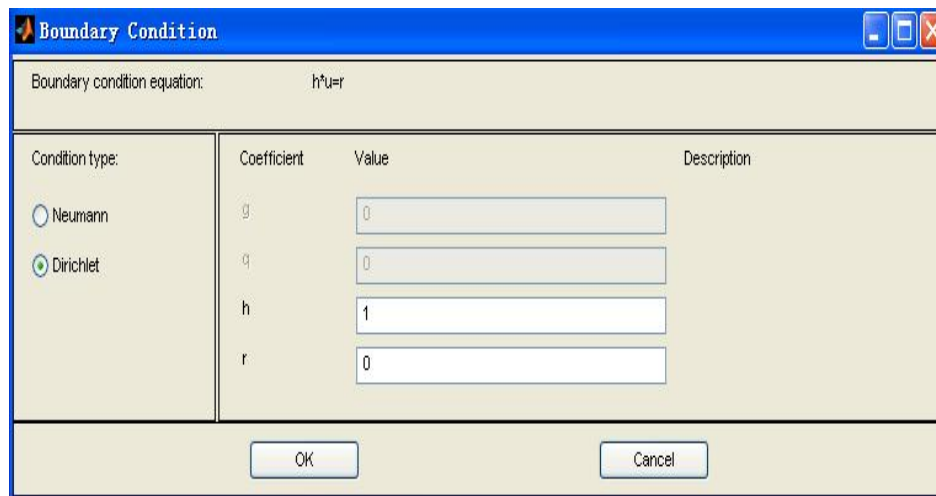 Boundary Condition
Boundary condition equation: h*u=r
Condition type:
Neumann
Dirichlet
Coefficient Value Description
g 0
q 0
h 1
r 0
OK Cancel